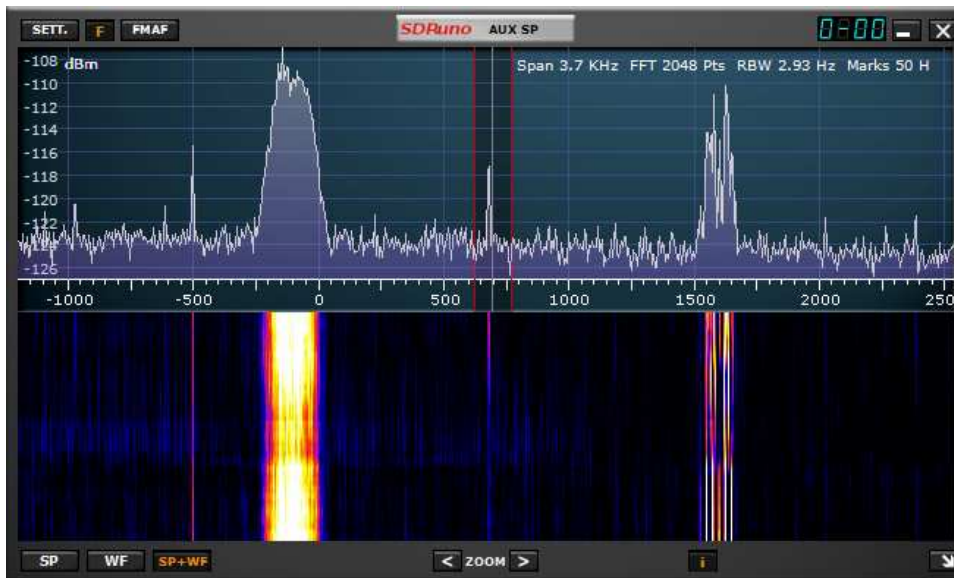 SETT. F FMAF SDRuno AUX SP 0-00 X
-108 dBm Span 3.7 KHz FFT 2048 Pts RBW 2.93 Hz Marks 50 H
-110
-112
-114
-116
-118
-120
-122
-124
-126
-1000 -500 0 500 1000 1500 2000 250
SP WF SP+WF < ZOOM > i